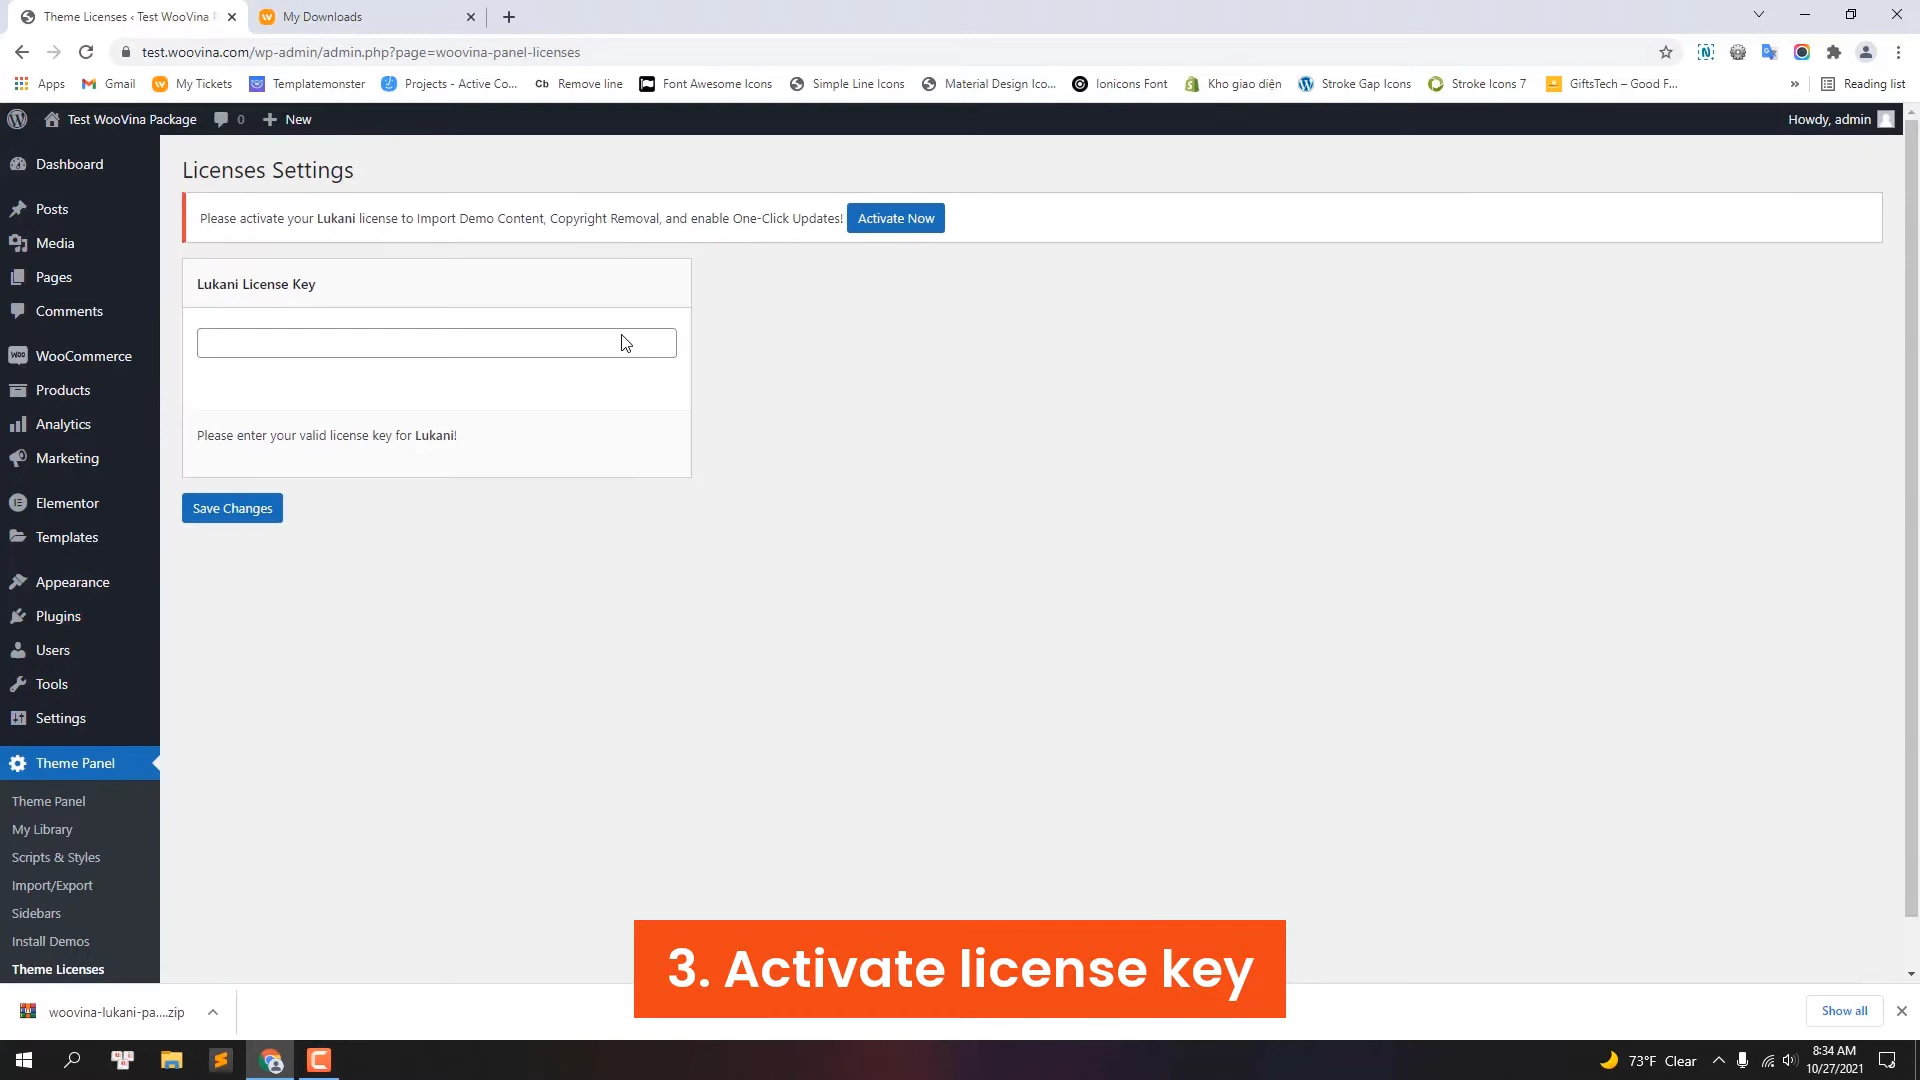 Theme Licenses ‹ Test WooVina P
My Downloads
test.woovina.com/wp-admin/admin.php?page=woovina-panel-licenses
Apps
Gmail
My Tickets
Templatemonster
Projects - Active Co...
Cb Remove line
Font Awesome Icons
Simple Line Icons
Material Design Ico...
Ionicons Font
Kho giao diện
Stroke Gap Icons
Stroke Icons 7
GiftsTech – Good F...
»
Reading list
Test WooVina Package
0
New
Howdy, admin
Dashboard
Posts
Media
Pages
Comments
WooCommerce
Products
Analytics
Marketing
Elementor
Templates
Appearance
Plugins
Users
Tools
Settings
Theme Panel
Theme Panel
My Library
Scripts & Styles
Import/Export
Sidebars
Install Demos
Theme Licenses
Licenses Settings
Please activate your Lukani license to Import Demo Content, Copyright Removal, and enable One-Click Updates! Activate Now
Lukani License Key
Please enter your valid license key for Lukani!
Save Changes
3. Activate license key
woovina-lukani-pa....zip
Show all
73°F Clear
8:34 AM
10/27/2021